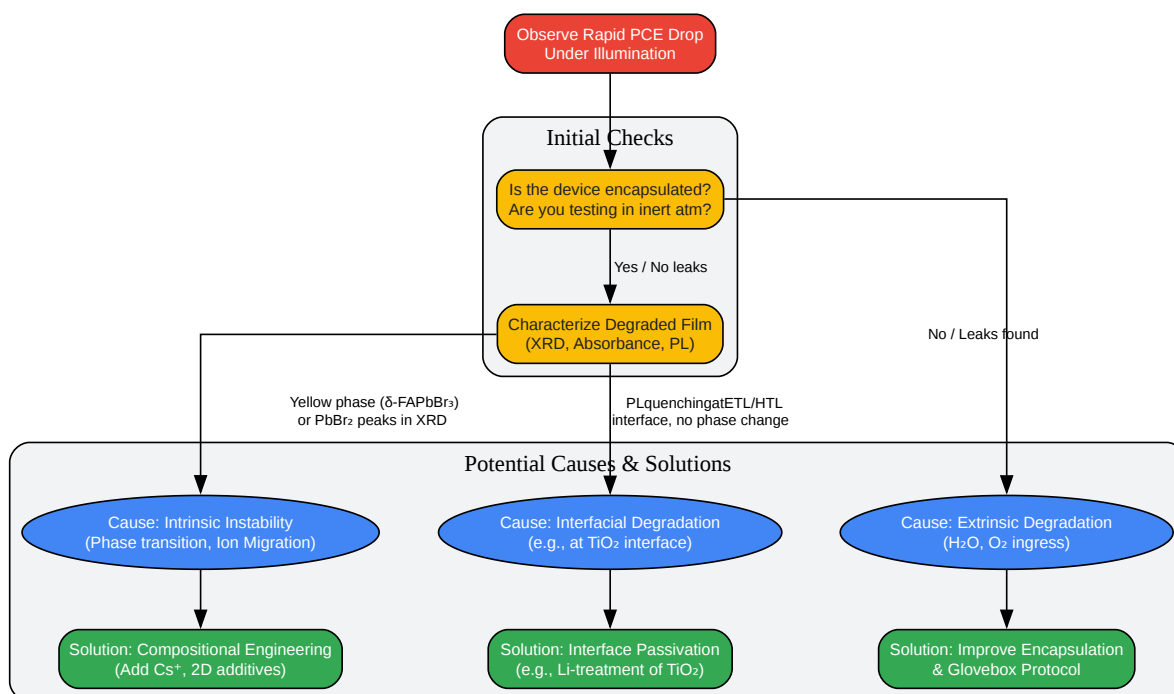 Observe Rapid PCE Drop
Under Illumination
Initial Checks
Is the device encapsulated?
Are you testing in inert atm?
Yes / No leaks
Characterize Degraded Film
(XRD, Absorbance, PL)
No / Leaks found
Yellow phase (δ-FAPbBr₃)
or PbBr₂ peaks in XRD
PLquenchingatETL/HTL
interface, no phase change
Potential Causes & Solutions
Cause: Intrinsic Instability
(Phase transition, Ion Migration)
Cause: Interfacial Degradation
(e.g., at TiO₂ interface)
Cause: Extrinsic Degradation
(H₂O, O₂ ingress)
Solution: Compositional Engineering
(Add Cs⁺, 2D additives)
Solution: Interface Passivation
(e.g., Li-treatment of TiO₂)
Solution: Improve Encapsulation
& Glovebox Protocol